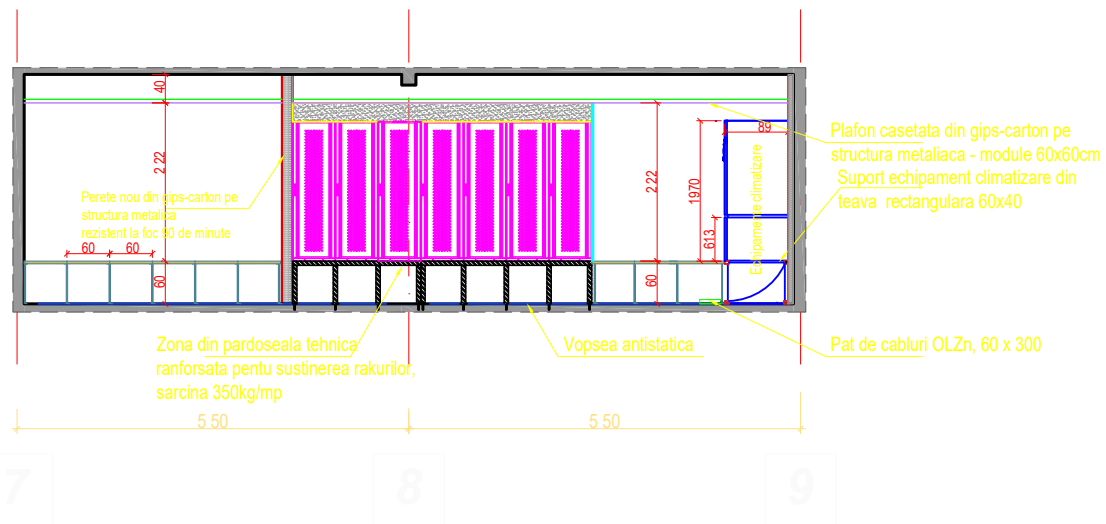 40
2 22
Perete nou din gips-carton pe
structura metalica
rezistent la foc 90 de minute
60
60
60
2 22
60
1970
613
89
Echipamente climatizare
Plafon casetata din gips-carton pe
structura metaliaca - module 60x60cm
Suport echipament climatizare din
teava rectangulara 60x40
Zona din pardoseala tehnica
ranforsata pentu sustinerea rakurilor,
sarcina 350kg/mp
Vopsea antistatica
Pat de cabluri OLZn, 60 x 300
5 50
5 50
7
8
9